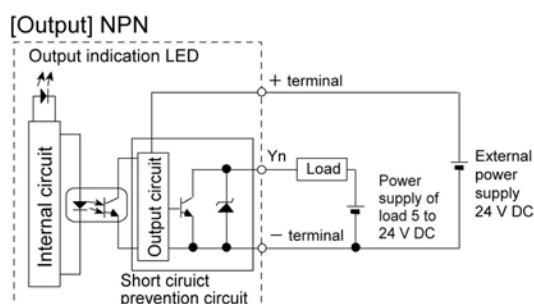 [Output] NPN
Output indication LED
+ terminal
Internal circuit
Output circuit
Yn
Load
External
power
supply
24 V DC
Power
supply of
load 5 to
24 V DC
− terminal
Short ciruict
prevention circuit